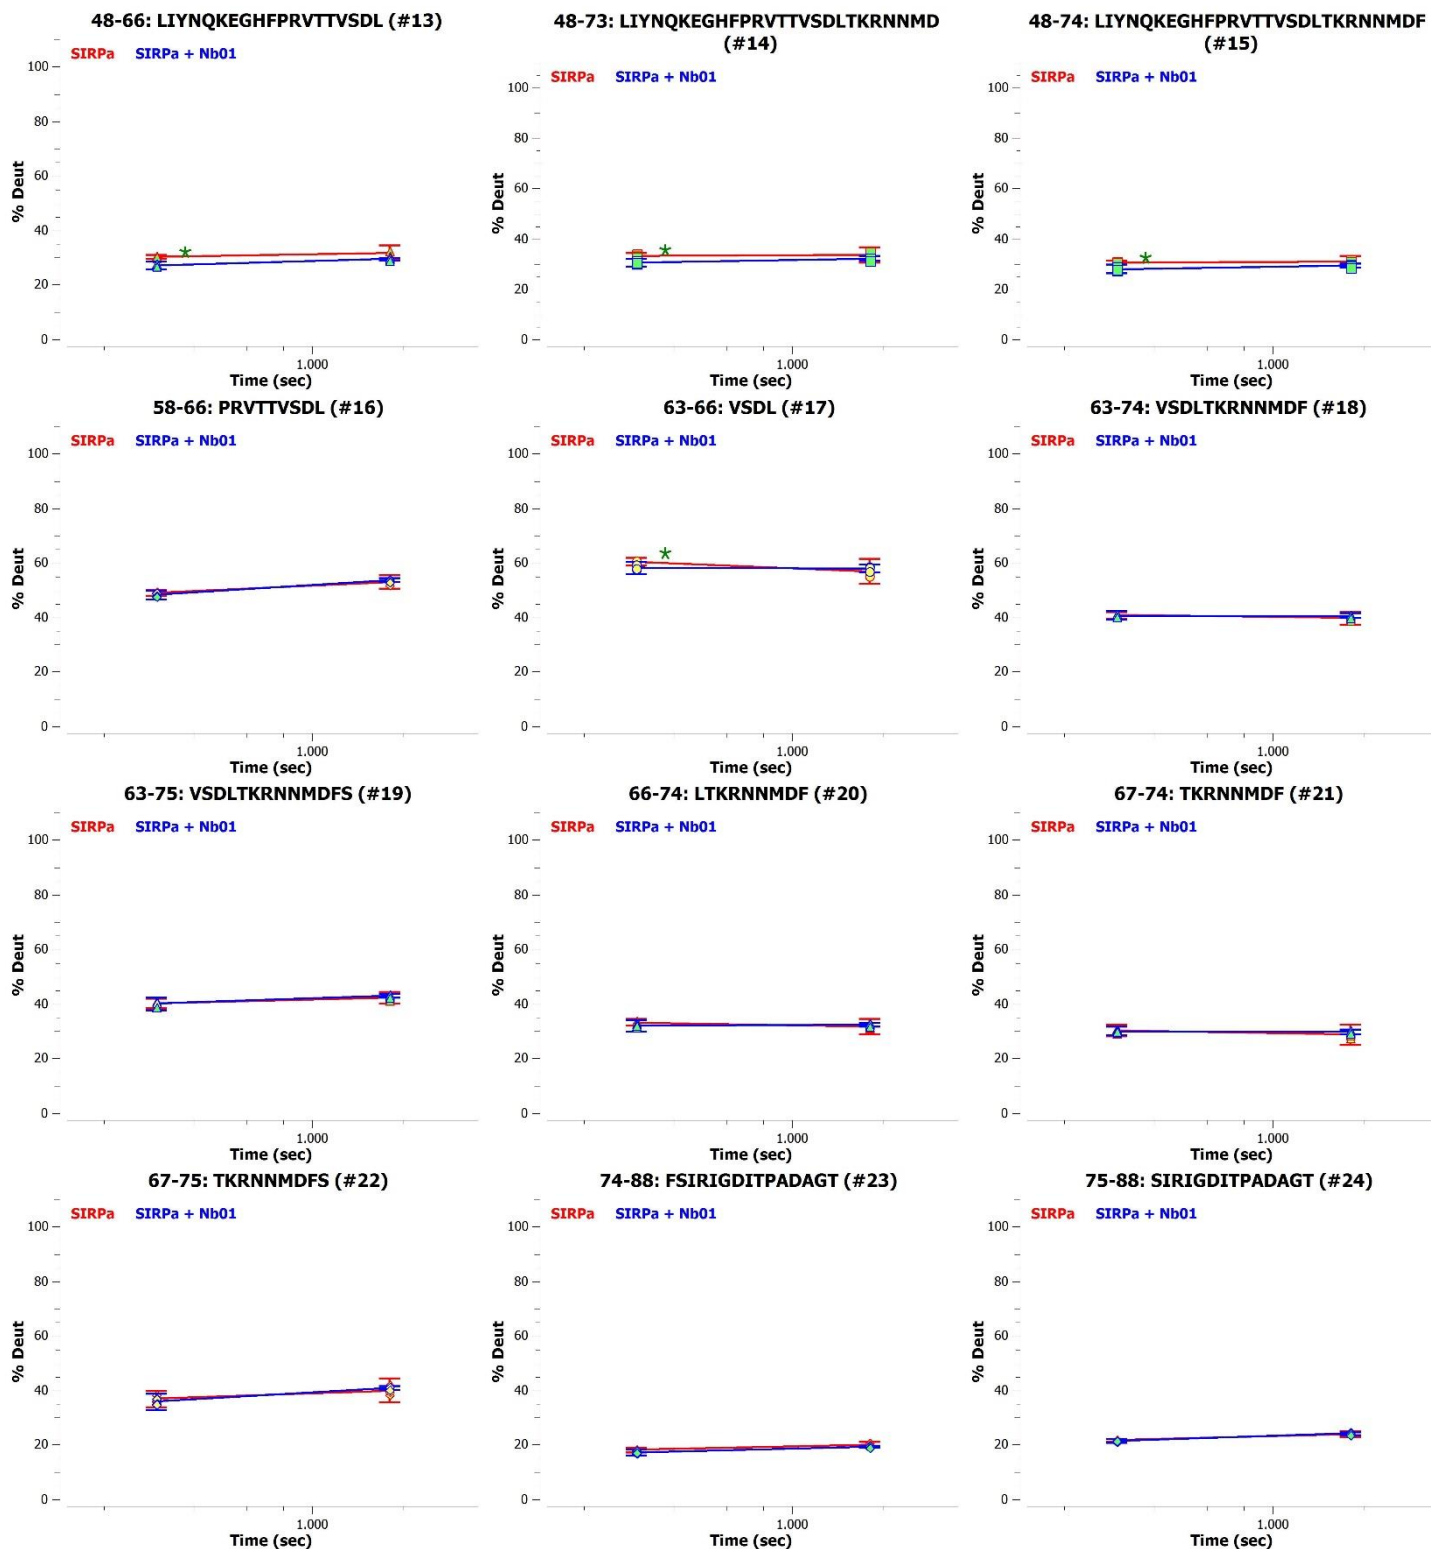 48-66: LIYNQKEGHFPRVTTVSDL (#13)
SIRPa SIRPa + Nb01
100
80
60
40
20
0
% Deut
1.000
Time (sec)
48-73: LIYNQKEGHFPRVTTVSDLTKRNNMD
(#14)
SIRPa SIRPa + Nb01
100
80
60
40
20
0
% Deut
1.000
Time (sec)
48-74: LIYNQKEGHFPRVTTVSDLTKRNNMDF
(#15)
SIRPa SIRPa + Nb01
100
80
60
40
20
0
% Deut
1.000
Time (sec)
58-66: PRVTTVSDL (#16)
SIRPa SIRPa + Nb01
100
80
60
40
20
0
% Deut
1.000
Time (sec)
63-66: VSDL (#17)
SIRPa SIRPa + Nb01
100
80
60
40
20
0
% Deut
1.000
Time (sec)
63-74: VSDLTKRNNMDF (#18)
SIRPa SIRPa + Nb01
100
80
60
40
20
0
% Deut
1.000
Time (sec)
63-75: VSDLTKRNNMDFS (#19)
SIRPa SIRPa + Nb01
100
80
60
40
20
0
% Deut
1.000
Time (sec)
66-74: LTKRNNMDF (#20)
SIRPa SIRPa + Nb01
100
80
60
40
20
0
% Deut
1.000
Time (sec)
67-74: TKRNNMDF (#21)
SIRPa SIRPa + Nb01
100
80
60
40
20
0
% Deut
1.000
Time (sec)
67-75: TKRNNMDFS (#22)
SIRPa SIRPa + Nb01
100
80
60
40
20
0
% Deut
1.000
Time (sec)
74-88: FSIRIGDITPADAGT (#23)
SIRPa SIRPa + Nb01
100
80
60
40
20
0
% Deut
1.000
Time (sec)
75-88: SIRIGDITPADAGT (#24)
SIRPa SIRPa + Nb01
100
80
60
40
20
0
% Deut
1.000
Time (sec)